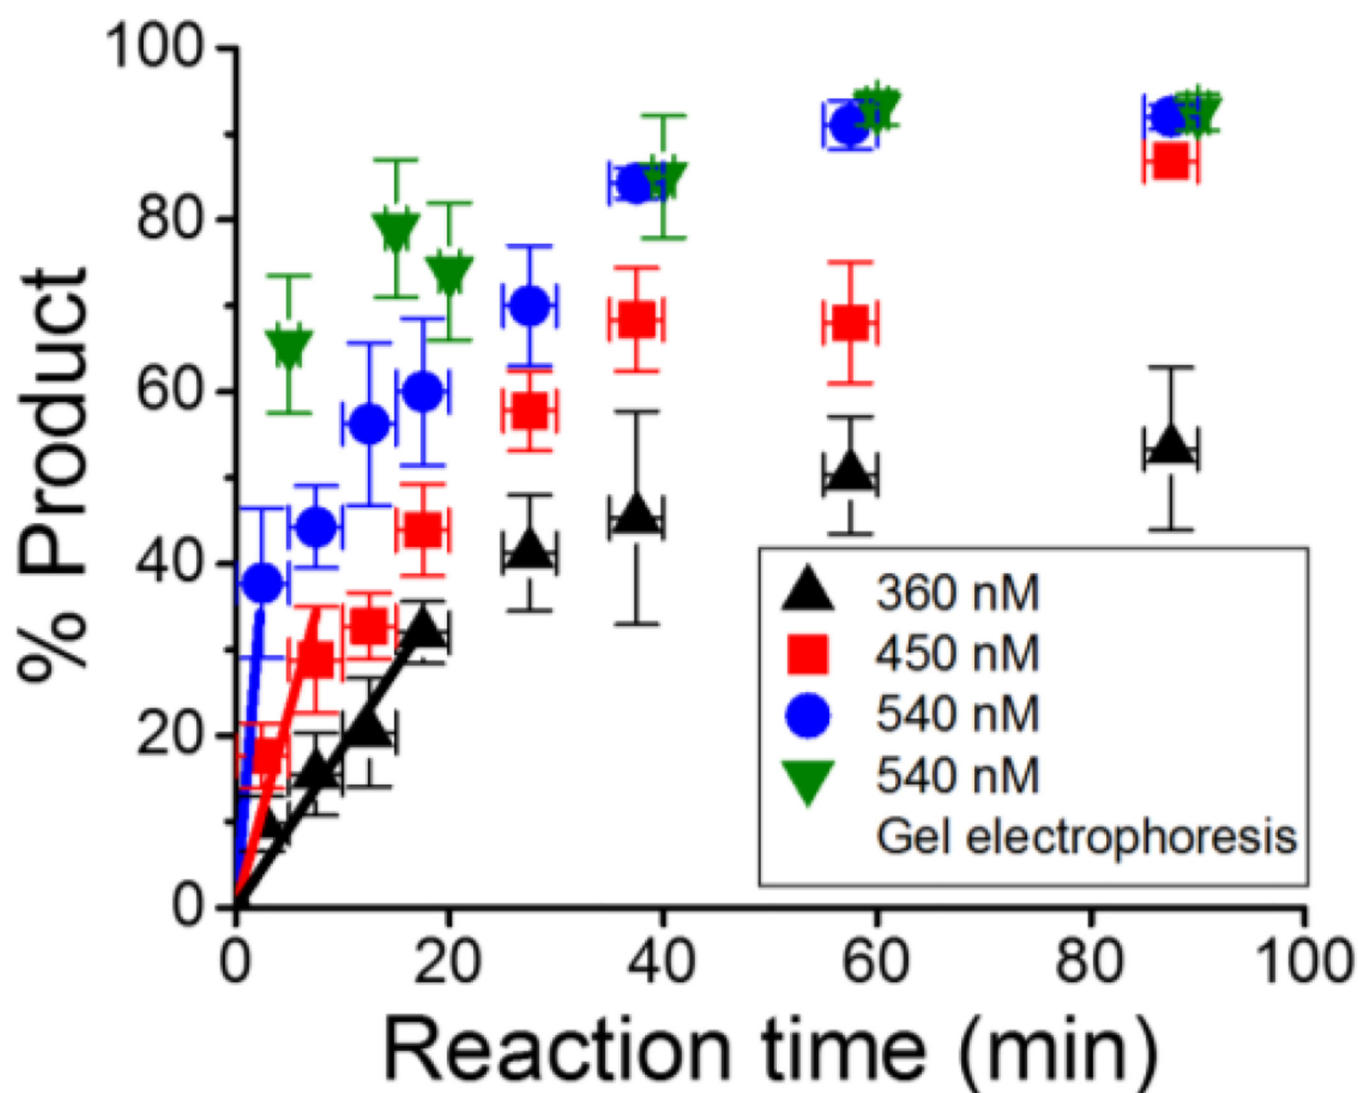 100
80
60
40
20
0
% Product
360 nM
450 nM
540 nM
540 nM
Gel electrophoresis
0 20 40 60 80 100
Reaction time (min)